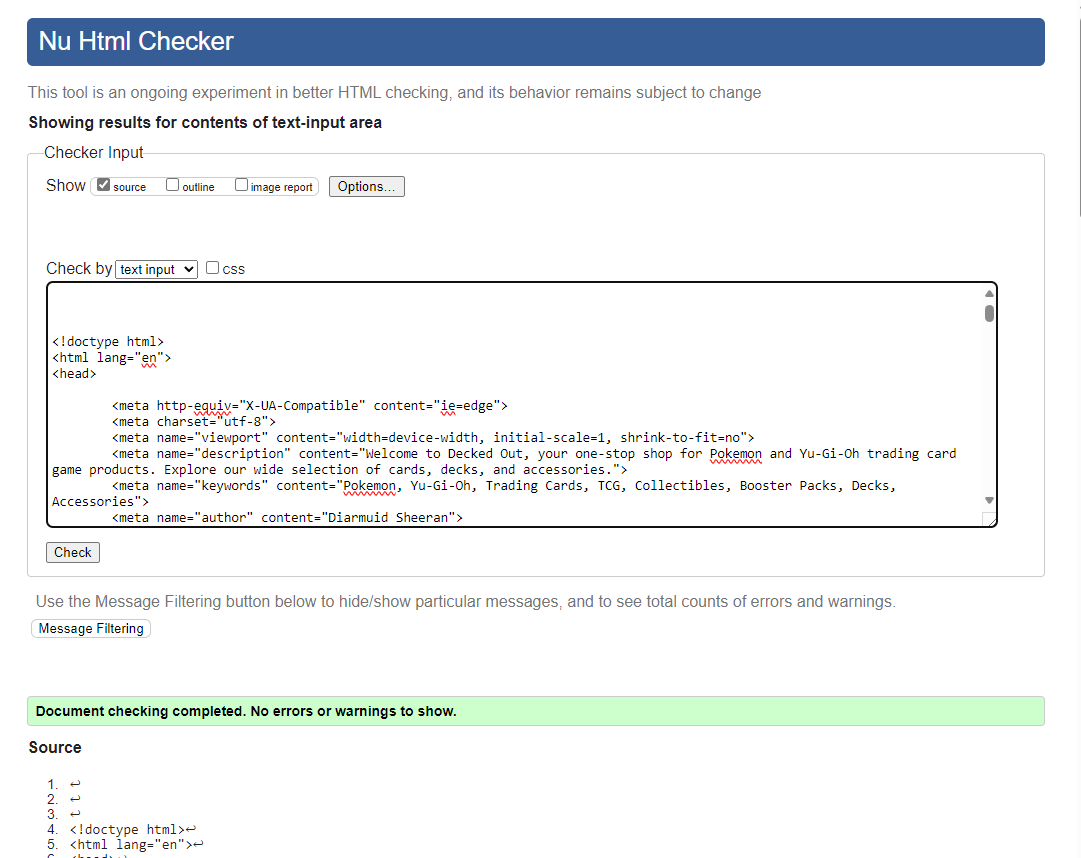 Nu Html Checker
This tool is an ongoing experiment in better HTML checking, and its behavior remains subject to change
Showing results for contents of text-input area
Checker Input
Show source outline image report Options...
Check by text input css
<!doctype html>
<html lang="en">
<head>
<meta http-equiv="X-UA-Compatible" content="ie=edge">
<meta charset="utf-8">
<meta name="viewport" content="width=device-width, initial-scale=1, shrink-to-fit=no">
<meta name="description" content="Welcome to Decked Out, your one-stop shop for Pokemon and Yu-Gi-Oh trading card
game products. Explore our wide selection of cards, decks, and accessories.">
<meta name="keywords" content="Pokemon, Yu-Gi-Oh, Trading Cards, TCG, Collectibles, Booster Packs, Decks,
Accessories">
<meta name="author" content="Diarmuid Sheeran">
Check
Use the Message Filtering button below to hide/show particular messages, and to see total counts of errors and warnings.
Message Filtering
Document checking completed. No errors or warnings to show.
Source
1. ↩
2. ↩
3. ↩
4. <!doctype html>↩
5. <html lang="en">↩